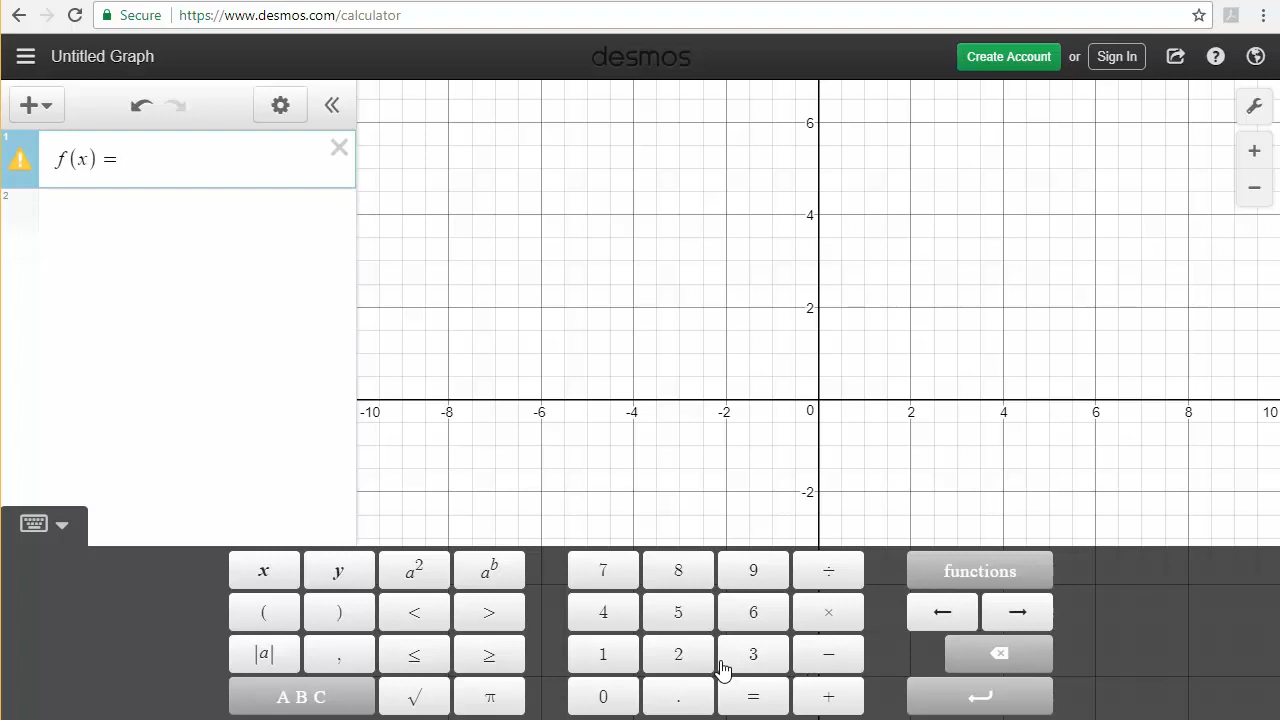 Secure https://www.desmos.com/calculator
Untitled Graph
desmos
Create Account or Sign In
1
f(x) =
2
6
4
2
-10 -8 -6 -4 -2 0 2 4 6 8 10
-2
x y a² aᵇ 7 8 9 ÷ functions
( ) < > 4 5 6 × ← →
|a| , ≤ ≥ 1 2 3 −
A B C √ π 0 . = +